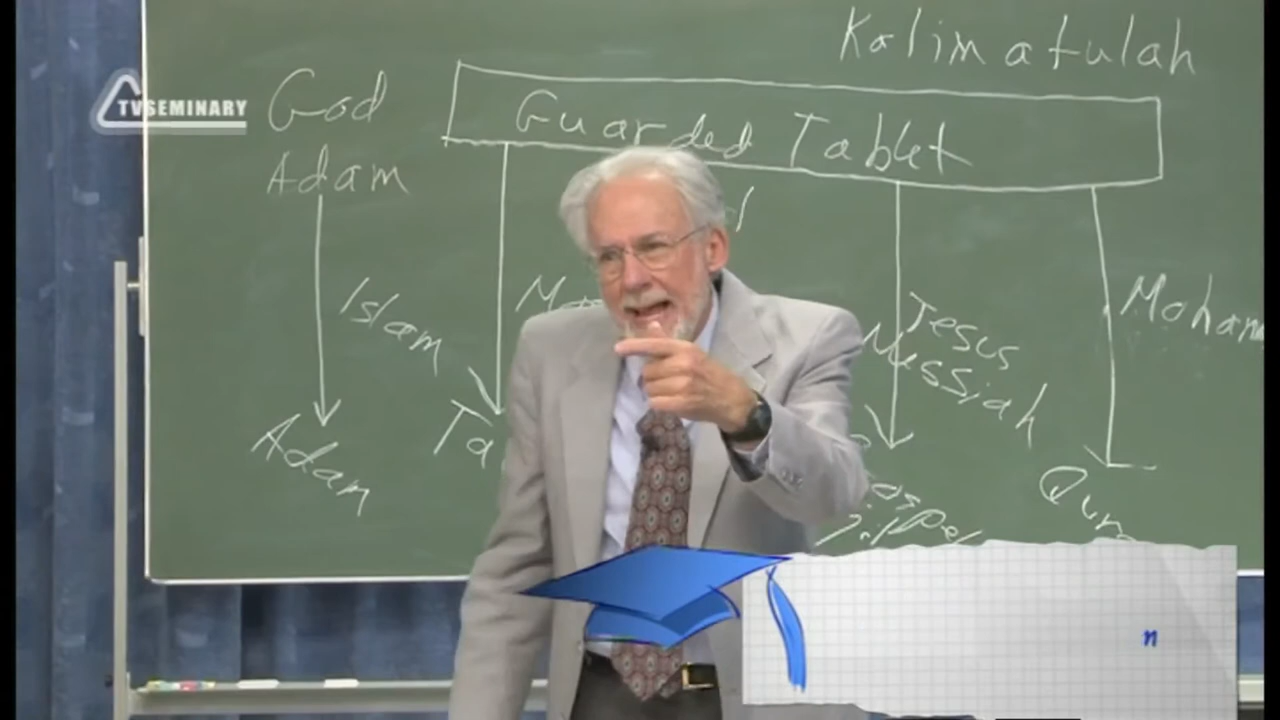 Kalimatulah
TVSEMINARY
God
Guarded Tablet
Adam
Islam
Jesus
Messiah
Moham
Ta
Adam
Qur
n